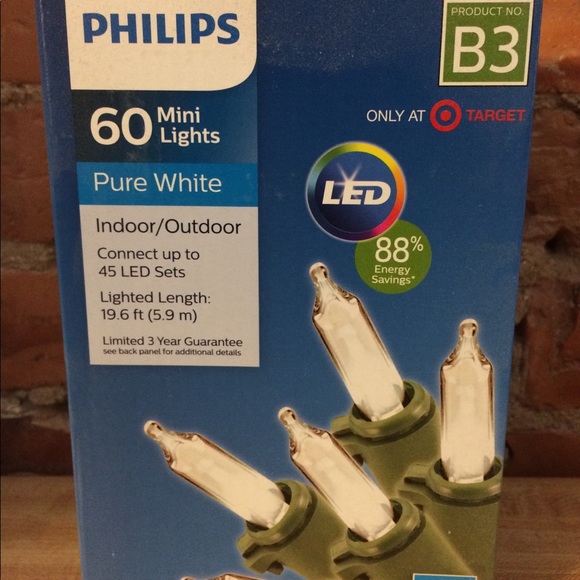 PHILIPS
PRODUCT NO.
B3
ONLY AT TARGET
60 Mini
Lights
Pure White
LED
Indoor/Outdoor
Connect up to
45 LED Sets
88%
Energy
Savings*
Lighted Length:
19.6 ft (5.9 m)
Limited 3 Year Guarantee
see back panel for additional details